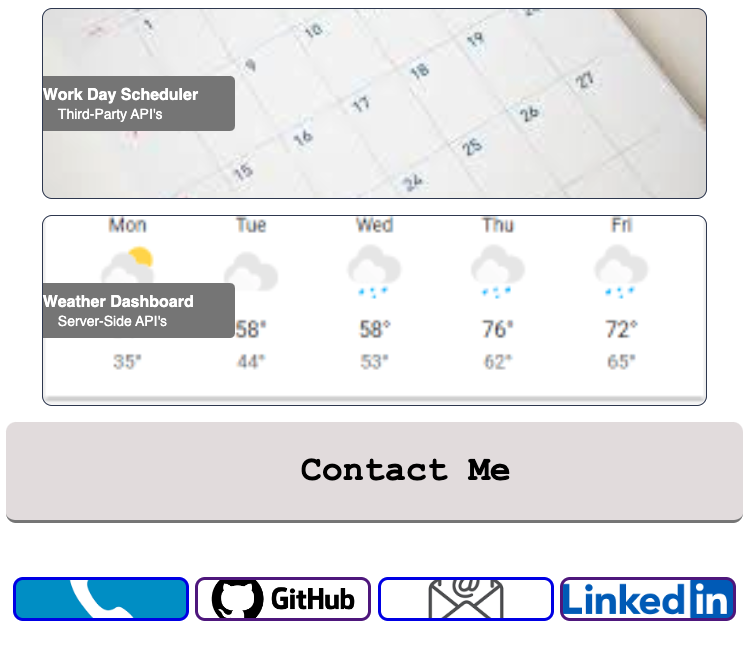 1
10
19
9
18
27
17
26
16
25
15
24
Work Day Scheduler
Third-Party API's
Mon Tue Wed Thu Fri
Weather Dashboard
Server-Side API's
58° 58° 76° 72°
35° 44° 53° 62° 65°
Contact Me
GitHub @ Linkedin